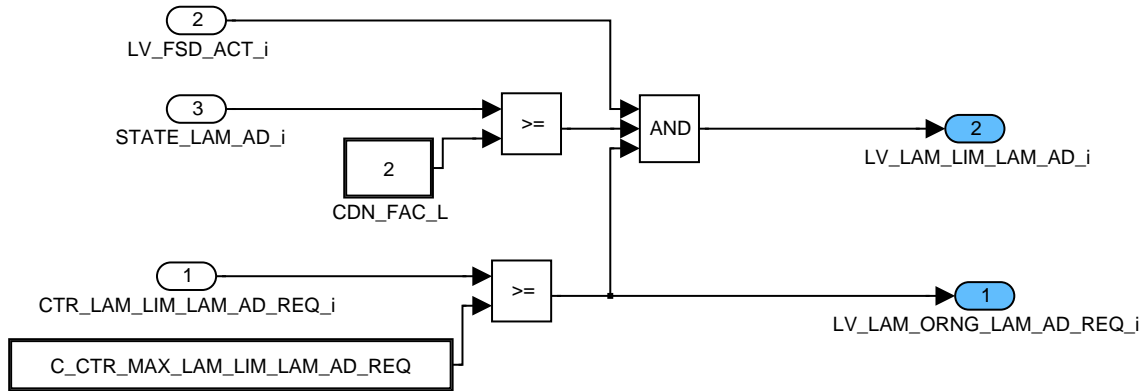 2
LV_FSD_ACT_i
3
STATE_LAM_AD_i
>=
AND
2
LV_LAM_LIM_LAM_AD_i
2
CDN_FAC_L
1
CTR_LAM_LIM_LAM_AD_REQ_i
>=
1
LV_LAM_ORNG_LAM_AD_REQ_i
C_CTR_MAX_LAM_LIM_LAM_AD_REQ